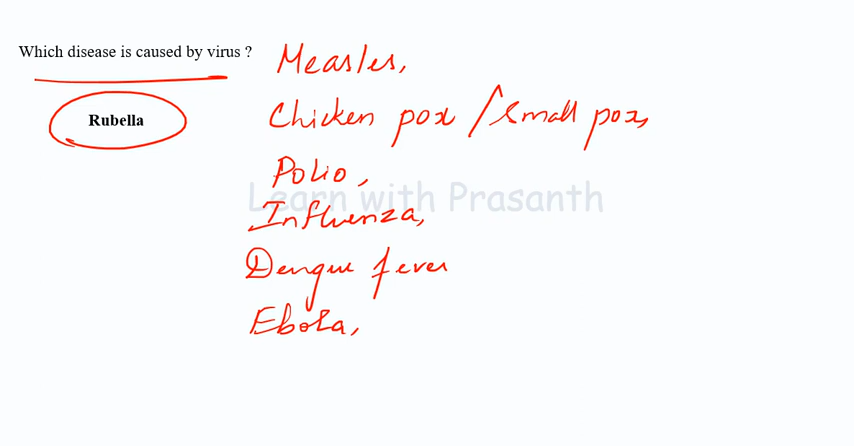 Which disease is caused by virus ?
Rubella
Measles,
Chicken pox / Small pox,
Polio,
Learn with Prasanth
Influenza,
Dengue fever
Ebola,